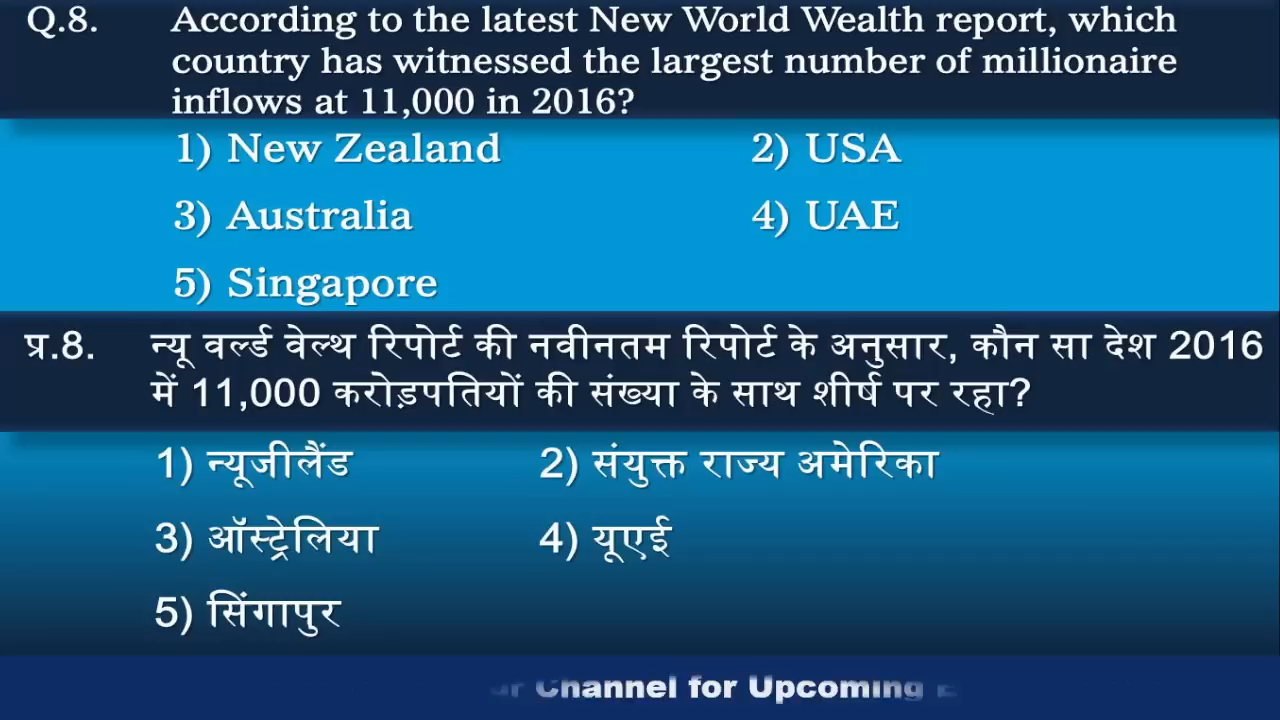 Q.8. According to the latest New World Wealth report, which
country has witnessed the largest number of millionaire
inflows at 11,000 in 2016?
1) New Zealand 2) USA
3) Australia 4) UAE
5) Singapore
प्र.8. न्यू वर्ल्ड वेल्थ रिपोर्ट की नवीनतम रिपोर्ट के अनुसार, कौन सा देश 2016
में 11,000 करोड़पतियों की संख्या के साथ शीर्ष पर रहा?
1) न्यूजीलैंड 2) संयुक्त राज्य अमेरिका
3) ऑस्ट्रेलिया 4) यूएई
5) सिंगापुर
Channel for Upcoming